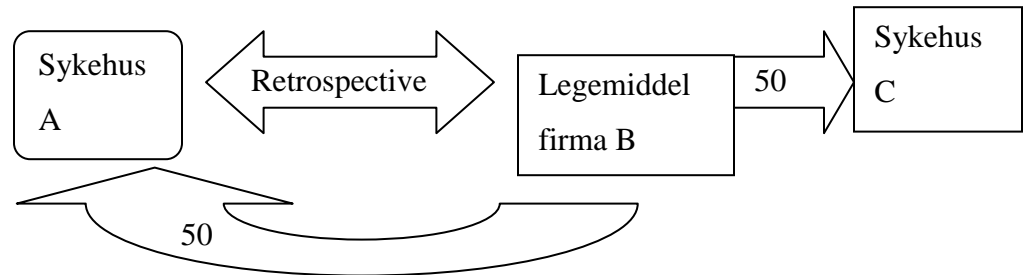 Sykehus
A
Retrospective
Legemiddel
firma B
50
Sykehus
C
50